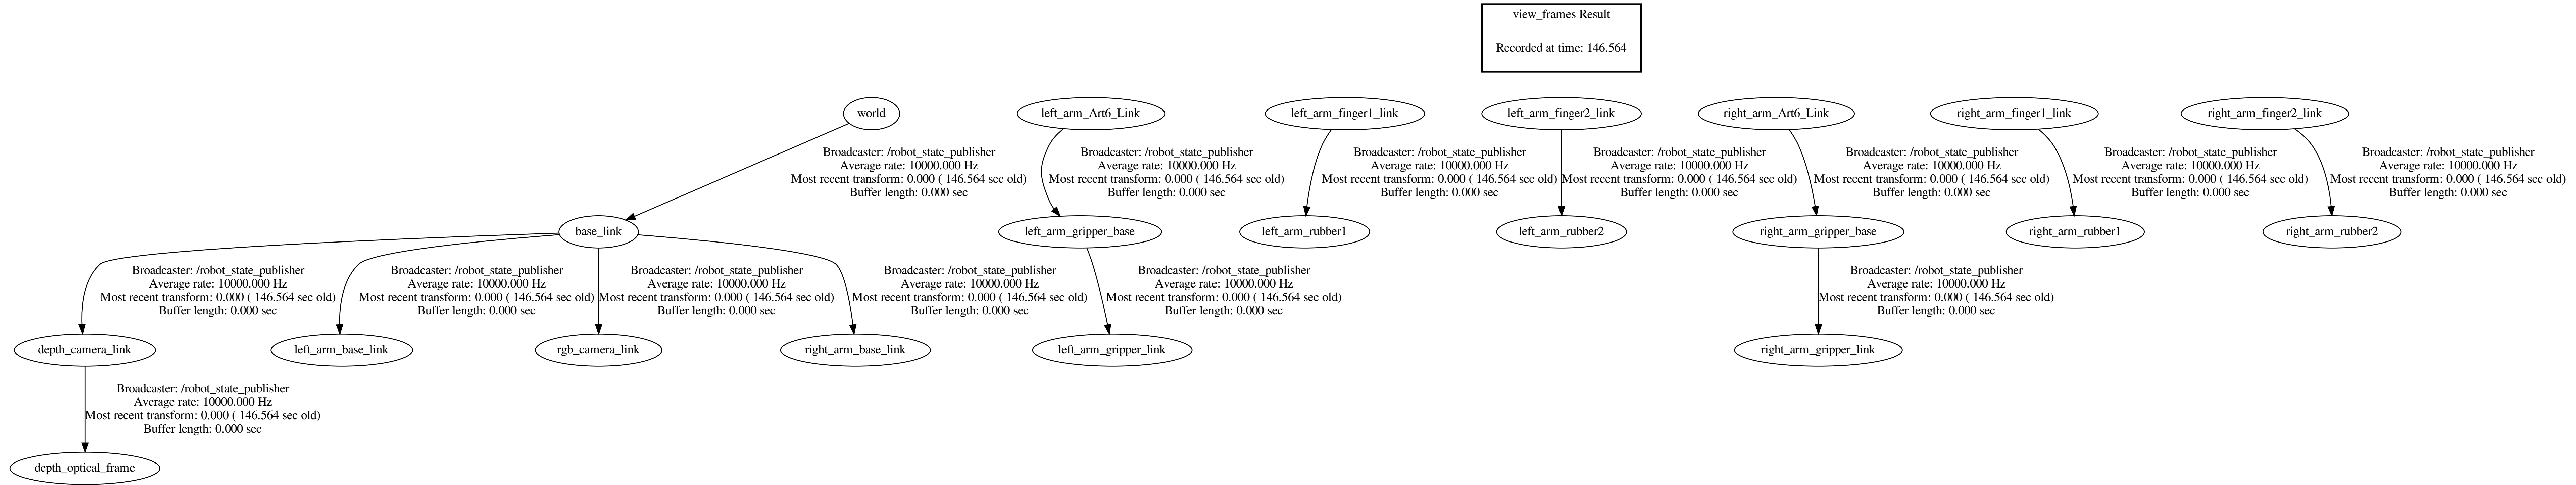 view_frames Result
Recorded at time: 146.564
world
left_arm_Art6_Link
left_arm_finger1_link
left_arm_finger2_link
right_arm_Art6_Link
right_arm_finger1_link
right_arm_finger2_link
Broadcaster: /robot_state_publisher
Average rate: 10000.000 Hz
Most recent transform: 0.000 ( 146.564 sec old)
Buffer length: 0.000 sec
Broadcaster: /robot_state_publisher
Average rate: 10000.000 Hz
Most recent transform: 0.000 ( 146.564 sec old)
Buffer length: 0.000 sec
Broadcaster: /robot_state_publisher
Average rate: 10000.000 Hz
Most recent transform: 0.000 ( 146.564 sec old)
Buffer length: 0.000 sec
Broadcaster: /robot_state_publisher
Average rate: 10000.000 Hz
Most recent transform: 0.000 ( 146.564 sec old)
Buffer length: 0.000 sec
Broadcaster: /robot_state_publisher
Average rate: 10000.000 Hz
Most recent transform: 0.000 ( 146.564 sec old)
Buffer length: 0.000 sec
Broadcaster: /robot_state_publisher
Average rate: 10000.000 Hz
Most recent transform: 0.000 ( 146.564 sec old)
Buffer length: 0.000 sec
Broadcaster: /robot_state_publisher
Average rate: 10000.000 Hz
Most recent transform: 0.000 ( 146.564 sec old)
Buffer length: 0.000 sec
base_link
left_arm_gripper_base
left_arm_rubber1
left_arm_rubber2
right_arm_gripper_base
right_arm_rubber1
right_arm_rubber2
Broadcaster: /robot_state_publisher
Average rate: 10000.000 Hz
Most recent transform: 0.000 ( 146.564 sec old)
Buffer length: 0.000 sec
Broadcaster: /robot_state_publisher
Average rate: 10000.000 Hz
Most recent transform: 0.000 ( 146.564 sec old)
Buffer length: 0.000 sec
Broadcaster: /robot_state_publisher
Average rate: 10000.000 Hz
Most recent transform: 0.000 ( 146.564 sec old)
Buffer length: 0.000 sec
Broadcaster: /robot_state_publisher
Average rate: 10000.000 Hz
Most recent transform: 0.000 ( 146.564 sec old)
Buffer length: 0.000 sec
Broadcaster: /robot_state_publisher
Average rate: 10000.000 Hz
Most recent transform: 0.000 ( 146.564 sec old)
Buffer length: 0.000 sec
Broadcaster: /robot_state_publisher
Average rate: 10000.000 Hz
Most recent transform: 0.000 ( 146.564 sec old)
Buffer length: 0.000 sec
depth_camera_link
left_arm_base_link
rgb_camera_link
right_arm_base_link
left_arm_gripper_link
right_arm_gripper_link
Broadcaster: /robot_state_publisher
Average rate: 10000.000 Hz
Most recent transform: 0.000 ( 146.564 sec old)
Buffer length: 0.000 sec
depth_optical_frame